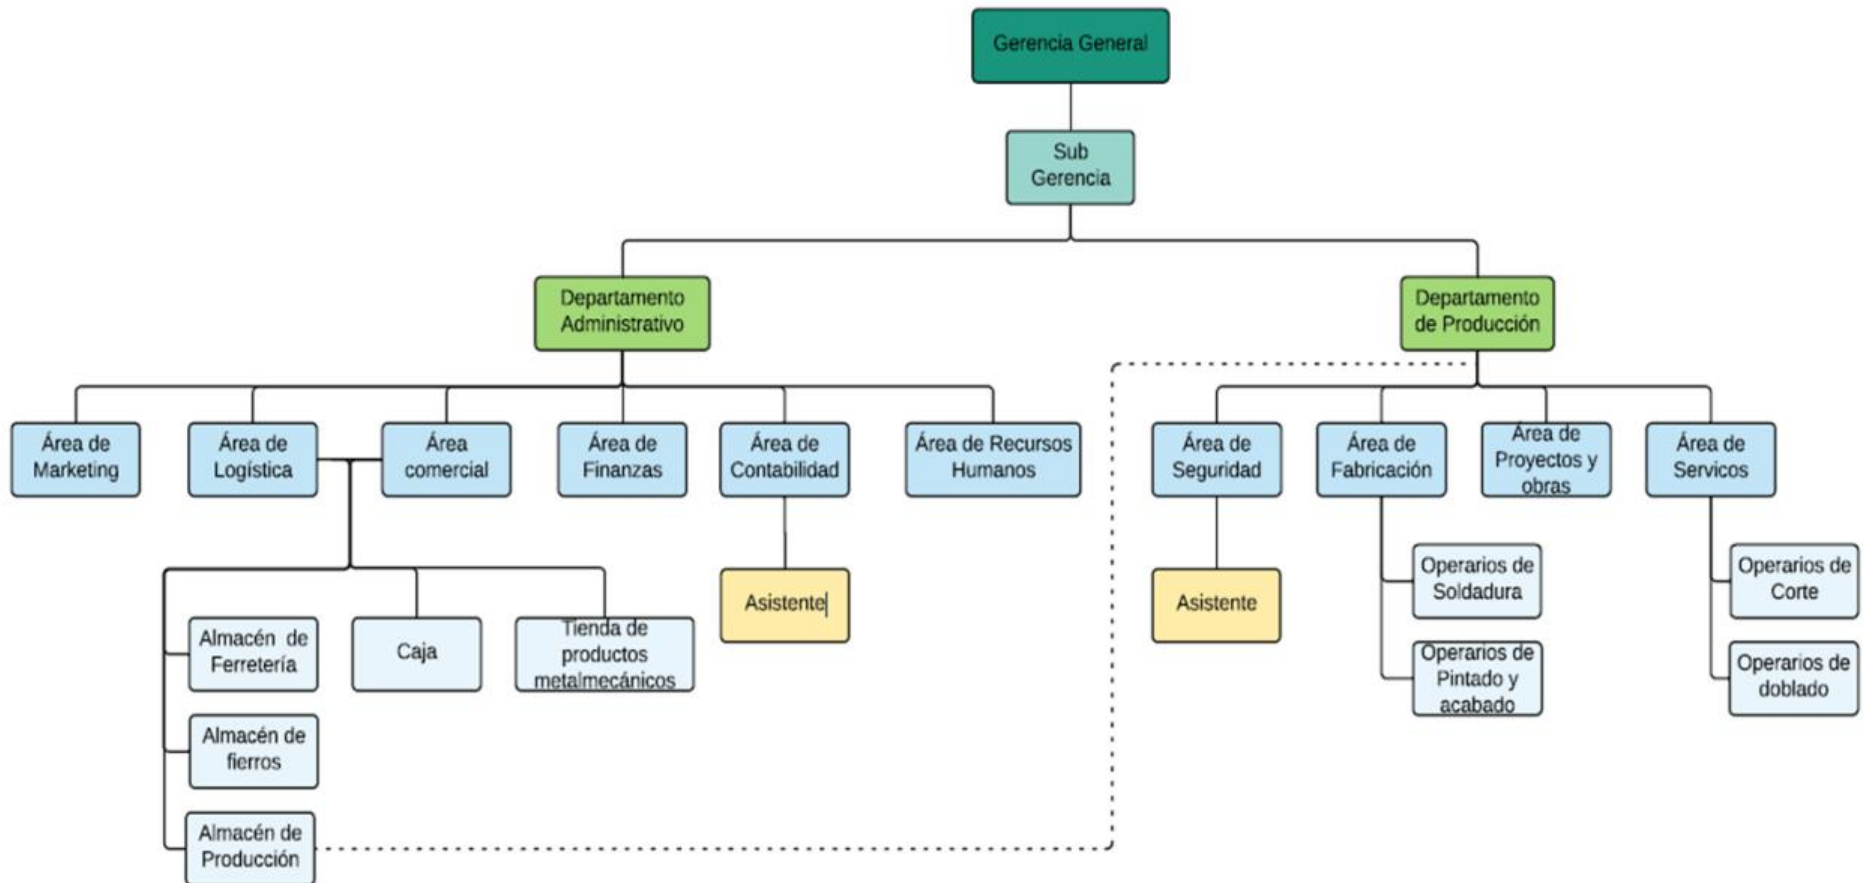 Gerencia General
Sub
Gerencia
Departamento
Administrativo
Departamento
de Producción
Área de
Marketing
Área de
Logística
Área
comercial
Área de
Finanzas
Área de
Contabilidad
Área de Recursos
Humanos
Área de
Seguridad
Área de
Fabricación
Área de
Proyectos y
obras
Área de
Servicos
Almacén de
Ferretería
Caja
Tienda de
productos
metalmecánicos
Asistente
Asistente
Operarios de
Soldadura
Operarios de
Corte
Operarios de
Pintado y
acabado
Operarios de
doblado
Almacén de
fierros
Almacén de
Producción